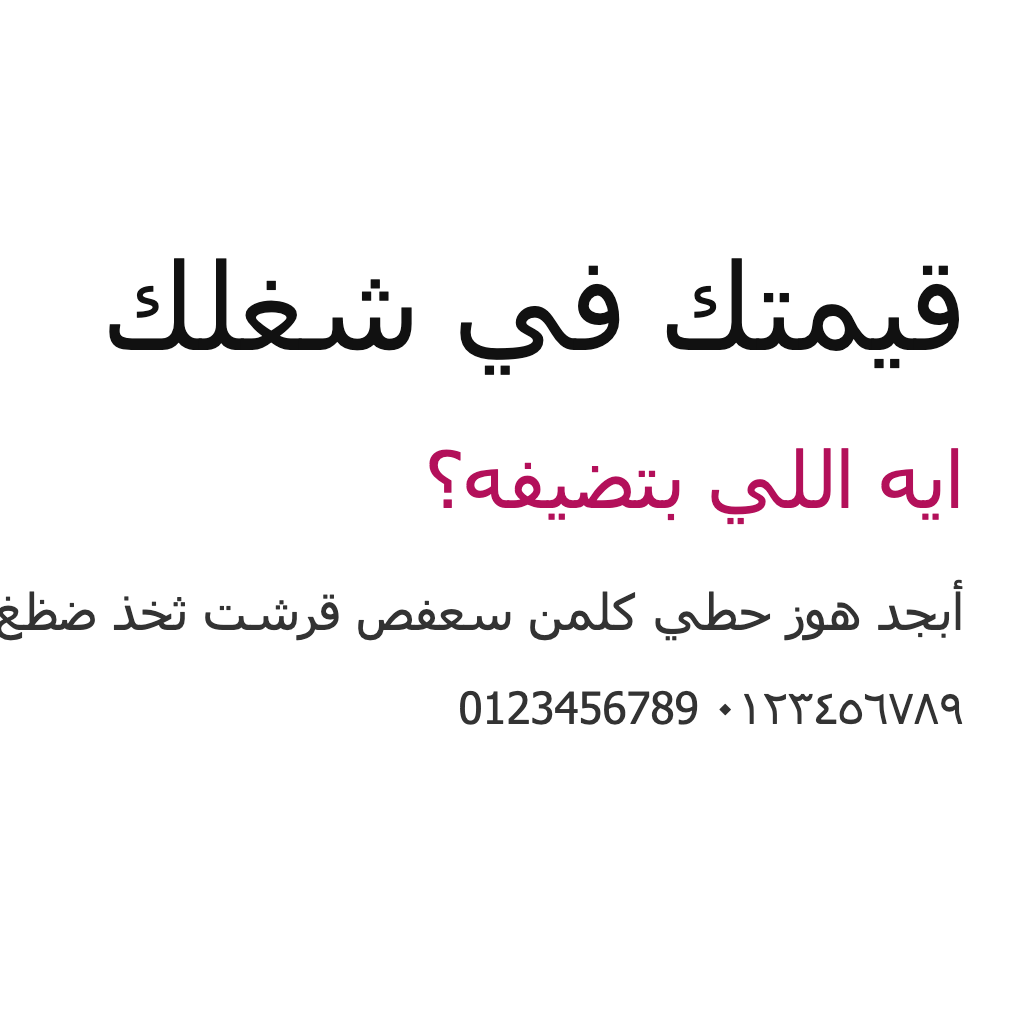 قيمتك في شغلك
ايه اللي بتضيفه؟
أبجد هوز حطي كلمن سعفص قرشت ثخذ ضظغ
0123456789 ٠١٢٣٤٥٦٧٨٩